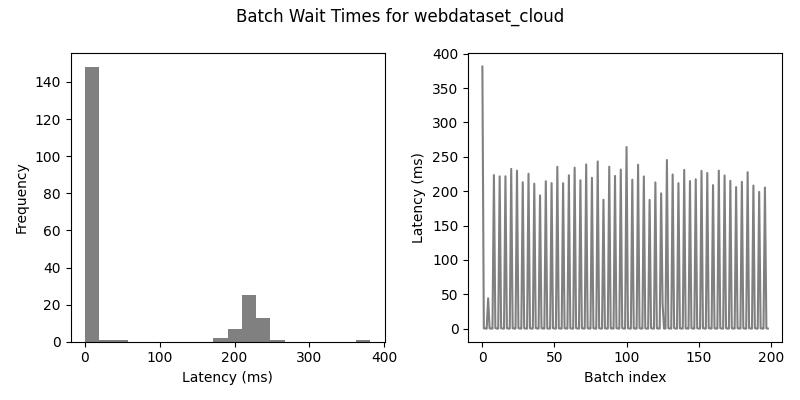 Batch Wait Times for webdataset_cloud
Frequency
140
120
100
80
60
40
20
0
0 100 200 300 400
Latency (ms)
Latency (ms)
400
350
300
250
200
150
100
50
0
0 50 100 150 200
Batch index